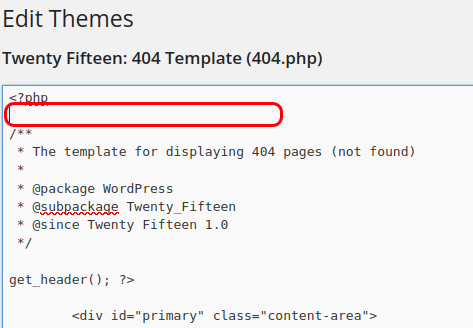 Edit Themes
Twenty Fifteen: 404 Template (404.php)
<?php
/**
 * The template for displaying 404 pages (not found)
 *
 * @package WordPress
 * @subpackage Twenty_Fifteen
 * @since Twenty Fifteen 1.0
 */
get_header(); ?>
<div id="primary" class="content-area">